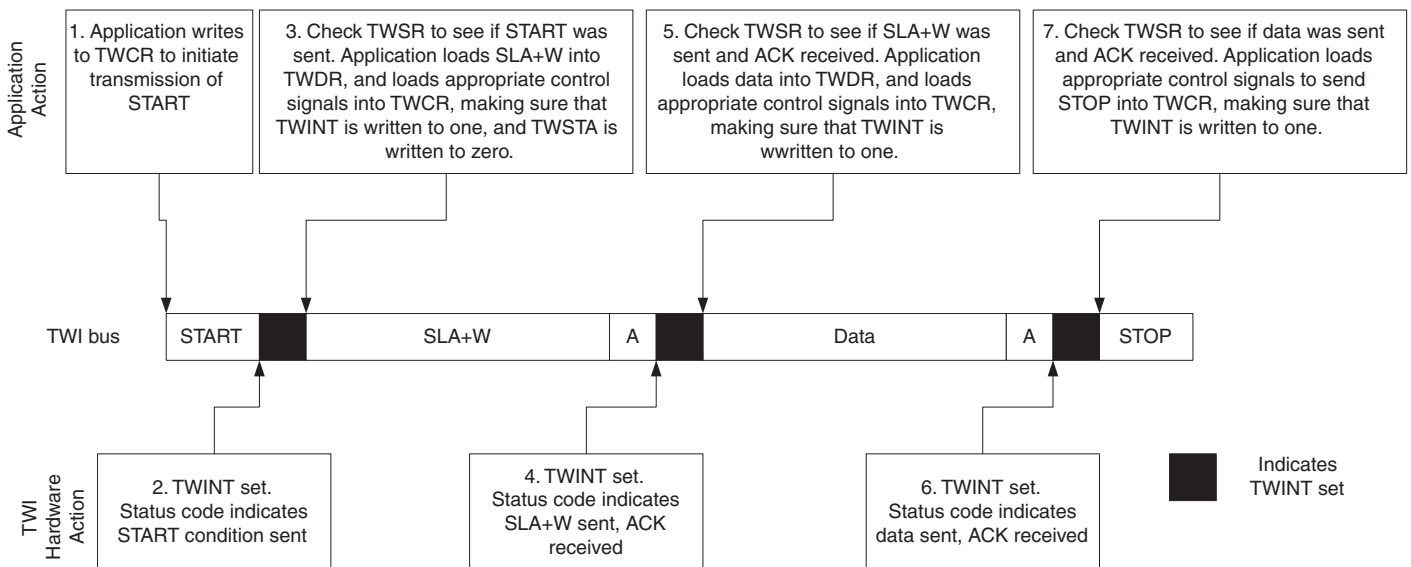 Application
Action
1. Application writes
to TWCR to initiate
transmission of
START
3. Check TWSR to see if START was
sent. Application loads SLA+W into
TWDR, and loads appropriate control
signals into TWCR, making sure that
TWINT is written to one, and TWSTA is
written to zero.
5. Check TWSR to see if SLA+W was
sent and ACK received. Application
loads data into TWDR, and loads
appropriate control signals into TWCR,
making sure that TWINT is
wwritten to one.
7. Check TWSR to see if data was sent
and ACK received. Application loads
appropriate control signals to send
STOP into TWCR, making sure that
TWINT is written to one.
TWI bus
START
SLA+W
A
Data
A
STOP
TWI
Hardware
Action
2. TWINT set.
Status code indicates
START condition sent
4. TWINT set.
Status code indicates
SLA+W sent, ACK
received
6. TWINT set.
Status code indicates
data sent, ACK received
Indicates
TWINT set